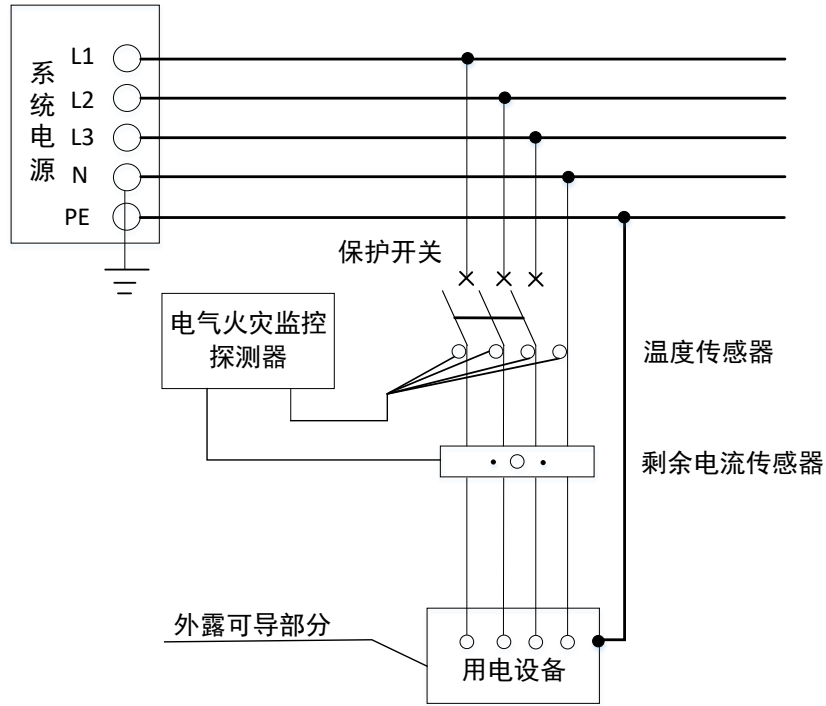 系统电源
L1
L2
L3
N
PE
保护开关
电气火灾监控
探测器
温度传感器
剩余电流传感器
外露可导部分
用电设备